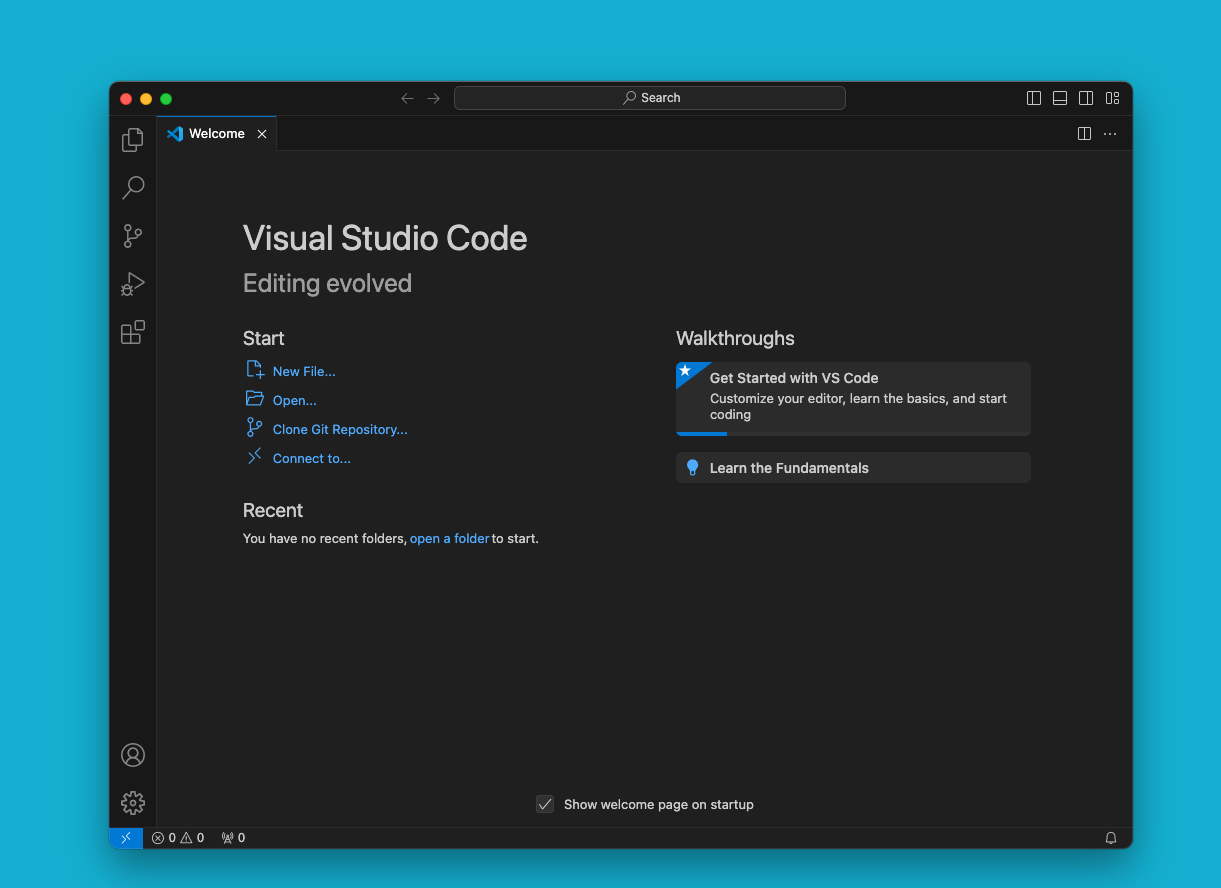 Search
Welcome
Visual Studio Code
Editing evolved
Start
New File...
Open...
Clone Git Repository...
Connect to...
Recent
You have no recent folders, open a folder to start.
Walkthroughs
Get Started with VS Code
Customize your editor, learn the basics, and start
coding
Learn the Fundamentals
Show welcome page on startup
0 0 0